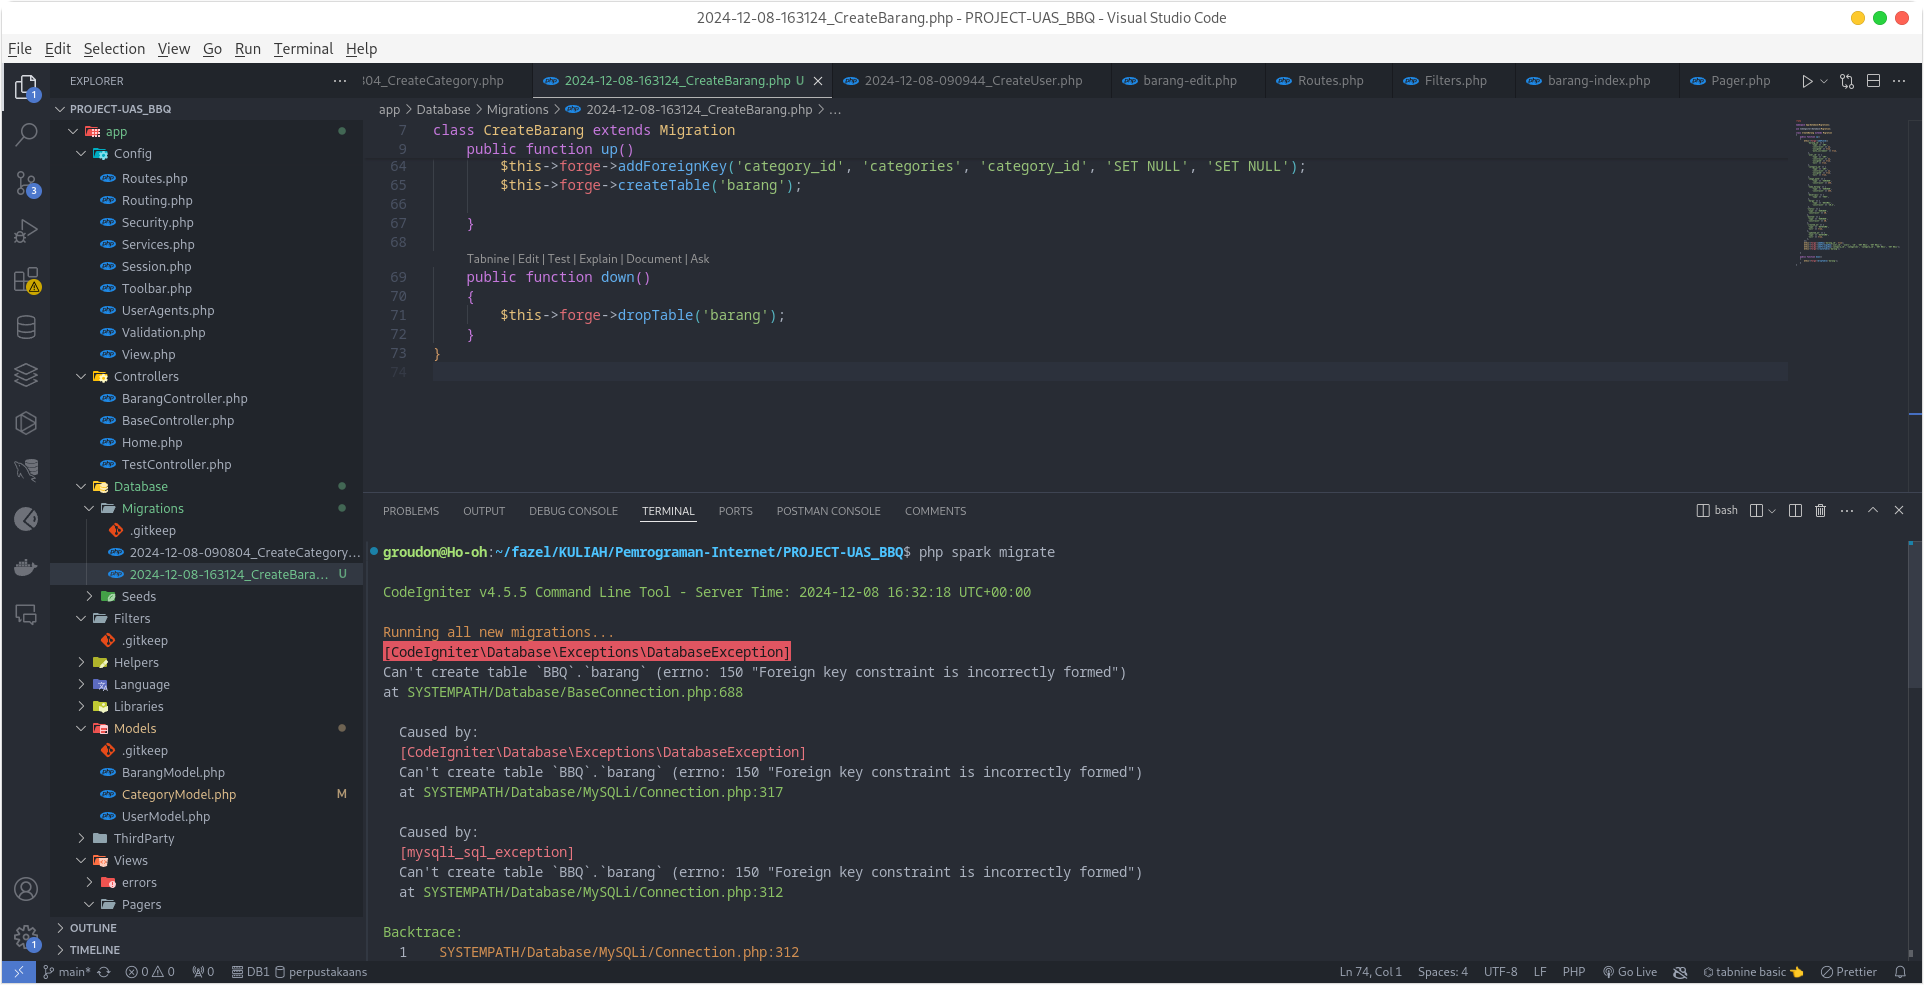 2024-12-08-163124_CreateBarang.php - PROJECT-UAS_BBQ - Visual Studio Code
File Edit Selection View Go Run Terminal Help
EXPLORER
804_CreateCategory.php
2024-12-08-163124_CreateBarang.php U
2024-12-08-090944_CreateUser.php
barang-edit.php
Routes.php
Filters.php
barang-index.php
Pager.php
PROJECT-UAS_BBQ
app
Config
Routes.php
Routing.php
Security.php
Services.php
Session.php
Toolbar.php
UserAgents.php
Validation.php
View.php
Controllers
BarangController.php
BaseController.php
Home.php
TestController.php
Database
Migrations
.gitkeep
2024-12-08-090804_CreateCategory...
2024-12-08-163124_CreateBara... U
Seeds
Filters
.gitkeep
Helpers
Language
Libraries
Models
.gitkeep
BarangModel.php
CategoryModel.php M
UserModel.php
ThirdParty
Views
errors
Pagers
OUTLINE
TIMELINE
1
3
1
app > Database > Migrations > 2024-12-08-163124_CreateBarang.php > ...
7 class CreateBarang extends Migration
9 public function up()
64 $this->forge->addForeignKey('category_id', 'categories', 'category_id', 'SET NULL', 'SET NULL');
65 $this->forge->createTable('barang');
66
67 }
68
Tabnine | Edit | Test | Explain | Document | Ask
69 public function down()
70 {
71 $this->forge->dropTable('barang');
72 }
73 }
74
PROBLEMS OUTPUT DEBUG CONSOLE TERMINAL PORTS POSTMAN CONSOLE COMMENTS
bash
groudon@Ho-oh:~/fazel/KULIAH/Pemrograman-Internet/PROJECT-UAS_BBQ$ php spark migrate
CodeIgniter v4.5.5 Command Line Tool - Server Time: 2024-12-08 16:32:18 UTC+00:00
Running all new migrations...
[CodeIgniter\Database\Exceptions\DatabaseException]
Can't create table `BBQ`.`barang` (errno: 150 "Foreign key constraint is incorrectly formed")
at SYSTEMPATH/Database/BaseConnection.php:688
Caused by:
[CodeIgniter\Database\Exceptions\DatabaseException]
Can't create table `BBQ`.`barang` (errno: 150 "Foreign key constraint is incorrectly formed")
at SYSTEMPATH/Database/MySQLi/Connection.php:317
Caused by:
[mysqli_sql_exception]
Can't create table `BBQ`.`barang` (errno: 150 "Foreign key constraint is incorrectly formed")
at SYSTEMPATH/Database/MySQLi/Connection.php:312
Backtrace:
1 SYSTEMPATH/Database/MySQLi/Connection.php:312
main* 0 0 0 DB1 perpustakaans
Ln 74, Col 1 Spaces: 4 UTF-8 LF PHP Go Live tabnine basic Prettier